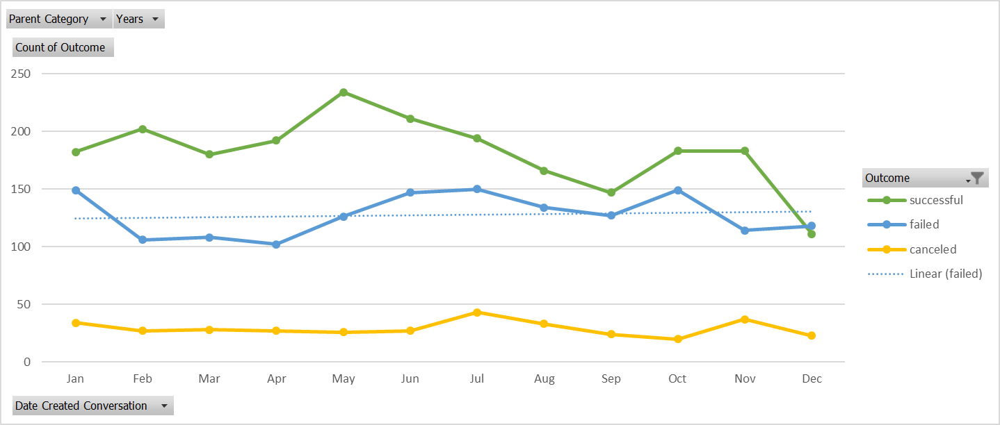 Parent Category Years
Count of Outcome
250
200
150
100
50
0
Jan Feb Mar Apr May Jun Jul Aug Sep Oct Nov Dec
Outcome
successful
failed
canceled
Linear (failed)
Date Created Conversation